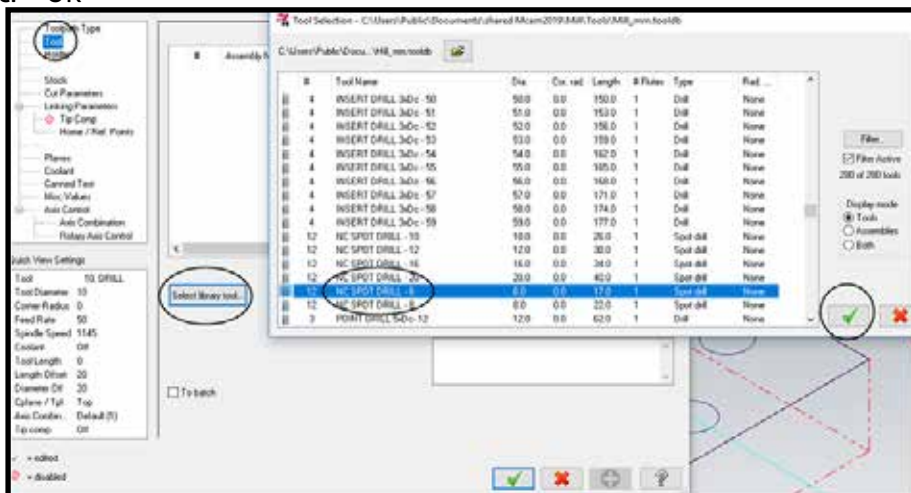 c. OK
Toolpath Type
Tool
Holder
Stock
Cut Parameters
Linking Parameters
Tip Comp
Home / Ref. Points
Planes
Coolant
Canned Text
Misc Values
Axis Control
Axis Combination
Rotary Axis Control
Quick View Settings
Tool 10. DRILL
Tool Diameter 10
Corner Radius 0
Feed Rate 50
Spindle Speed 1145
Coolant Off
Tool Length 0
Length Offset 20
Diameter Off 20
Cplane / Tpl. Top
Axis Combin.. Default (1)
Tip comp Off
= edited
= disabled
# Assembly N
Select library tool...
To batch
Tool Selection - C:\Users\Public\Documents\shared Mcam2019\Mill\Tools\Mill_mm.tooldb
C:\Users\Public\Docu...\Mill_mm.tooldb
# Tool Name Dia. Cor. rad. Length # Flutes Type Rad. ...
4 INSERT DRILL 3xDc - 50 50.0 0.0 150.0 1 Drill None
4 INSERT DRILL 3xDc - 51 51.0 0.0 153.0 1 Drill None
4 INSERT DRILL 3xDc - 52 52.0 0.0 156.0 1 Drill None
4 INSERT DRILL 3xDc - 53 53.0 0.0 159.0 1 Drill None
4 INSERT DRILL 3xDc - 54 54.0 0.0 162.0 1 Drill None
4 INSERT DRILL 3xDc - 55 55.0 0.0 165.0 1 Drill None
4 INSERT DRILL 3xDc - 56 56.0 0.0 168.0 1 Drill None
4 INSERT DRILL 3xDc - 57 57.0 0.0 171.0 1 Drill None
4 INSERT DRILL 3xDc - 58 58.0 0.0 174.0 1 Drill None
4 INSERT DRILL 3xDc - 59 59.0 0.0 177.0 1 Drill None
12 NC SPOT DRILL - 10 10.0 0.0 26.0 1 Spot drill None
12 NC SPOT DRILL - 12 12.0 0.0 30.0 1 Spot drill None
12 NC SPOT DRILL - 16 16.0 0.0 34.0 1 Spot drill None
12 NC SPOT DRILL - 20 20.0 0.0 40.0 1 Spot drill None
12 NC SPOT DRILL - 6 6.0 0.0 17.0 1 Spot drill None
12 NC SPOT DRILL - 8 8.0 0.0 22.0 1 Spot drill None
3 POINT DRILL 5xDc - 12 12.0 0.0 62.0 1 Drill None
Filter...
Filter Active
280 of 280 tools
Display mode
Tools
Assemblies
Both